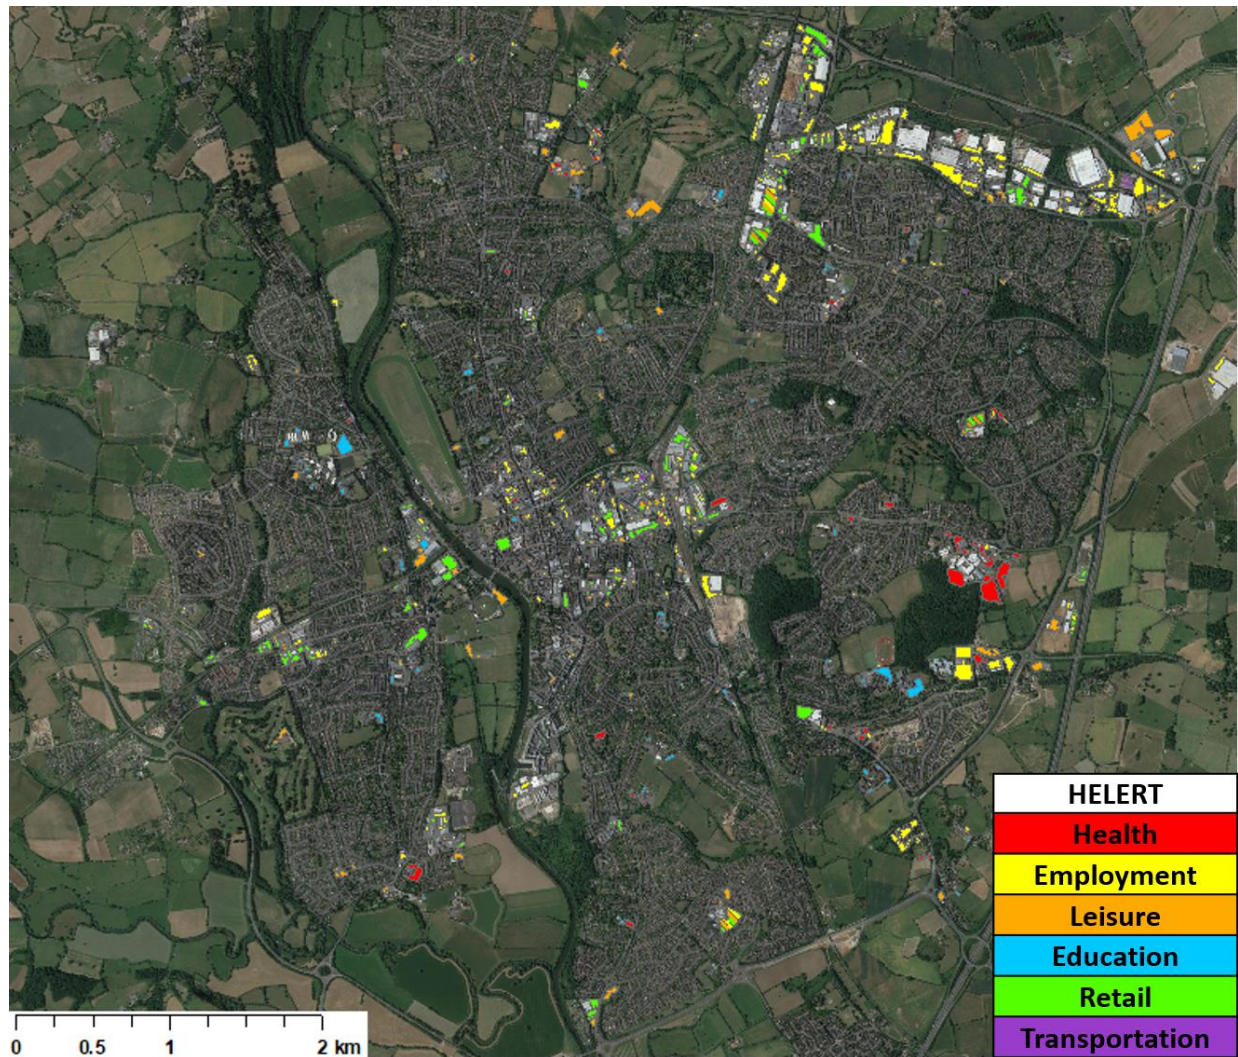 HELERT
Health
Employment
Leisure
Education
Retail
Transportation
0 0.5 1 2 km